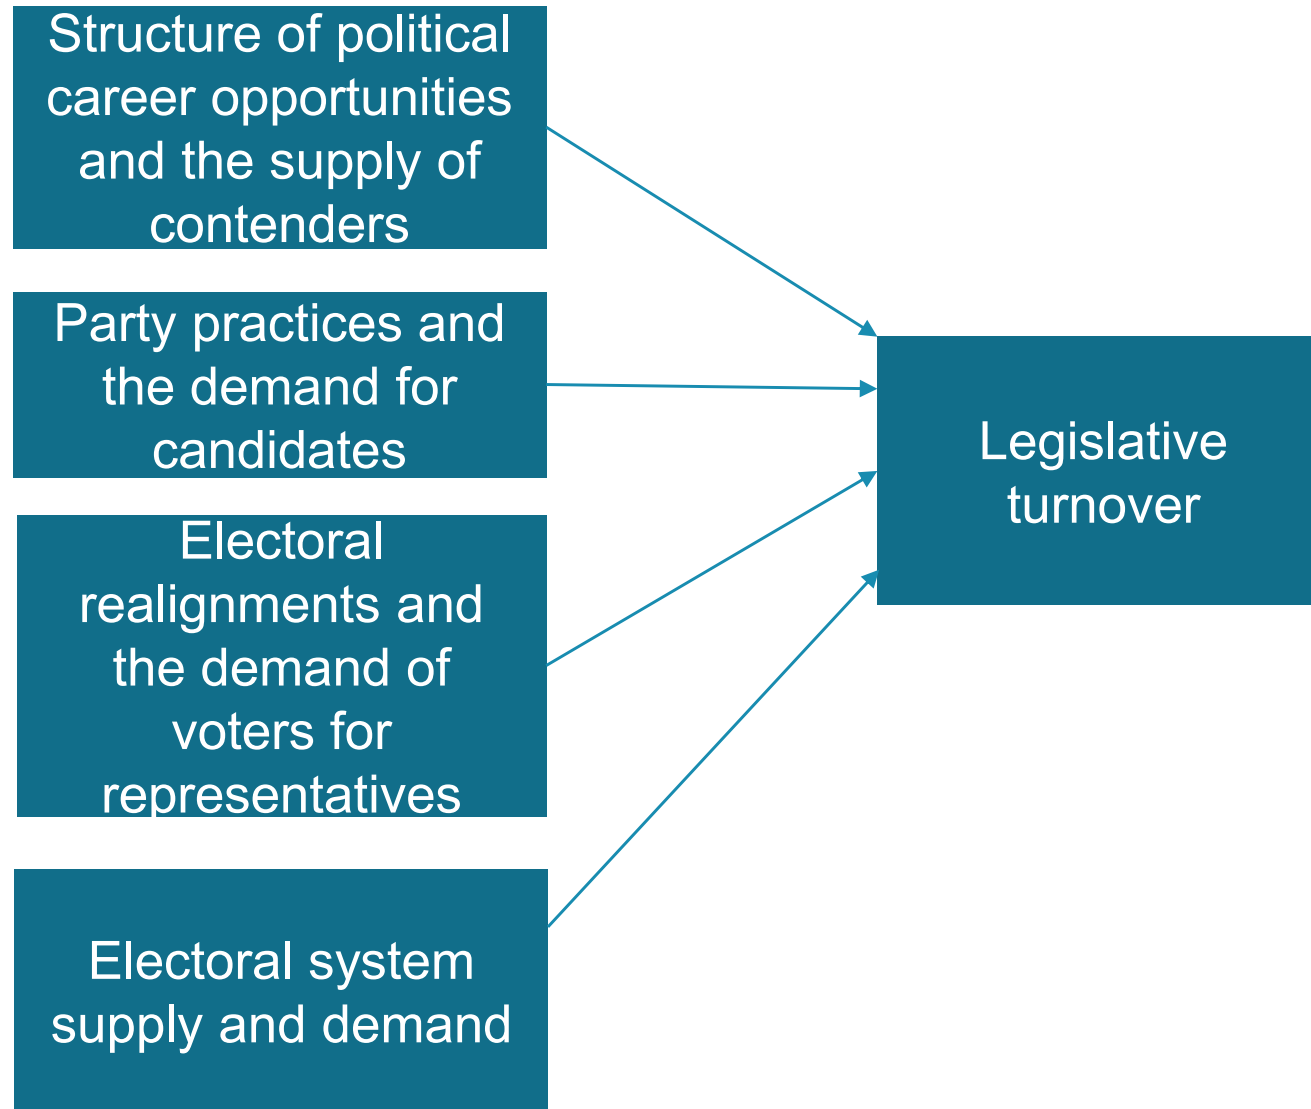 Structure of political
career opportunities
and the supply of
contenders
Party practices and
the demand for
candidates
Electoral
realignments and
the demand of
voters for
representatives
Electoral system
supply and demand
Legislative
turnover